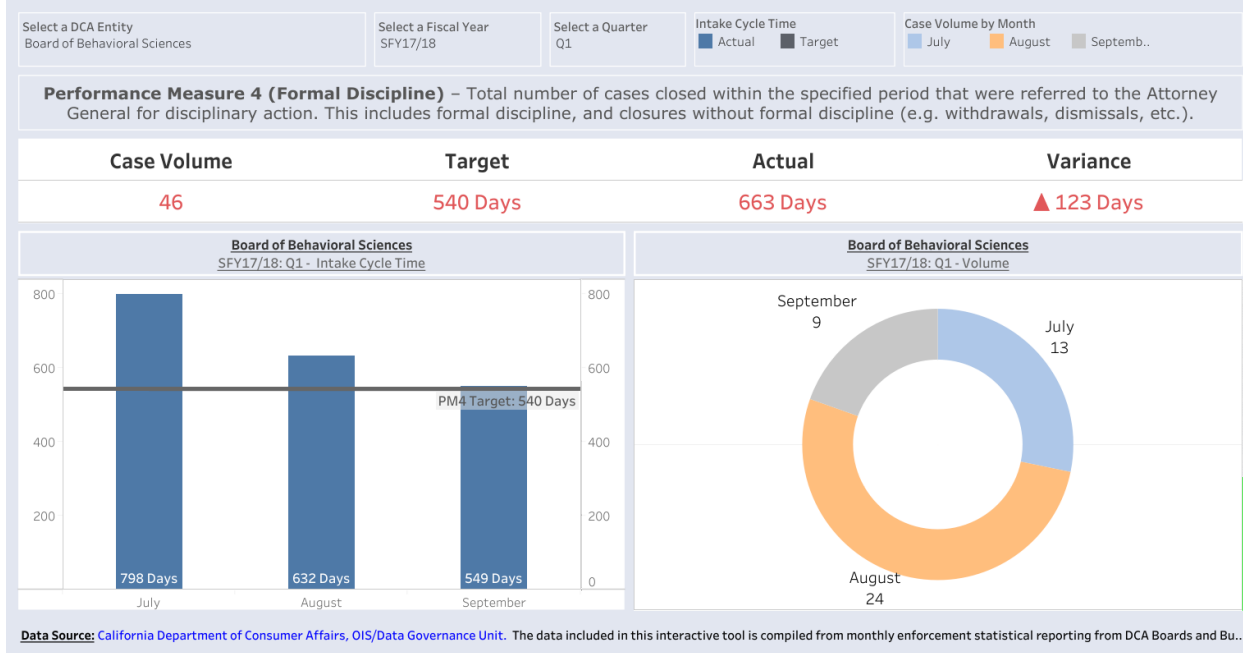 Select a DCA Entity
Board of Behavioral Sciences
Select a Fiscal Year
SFY17/18
Select a Quarter
Q1
Intake Cycle Time
Actual Target
Case Volume by Month
July August Septemb..
Performance Measure 4 (Formal Discipline) – Total number of cases closed within the specified period that were referred to the Attorney
General for disciplinary action. This includes formal discipline, and closures without formal discipline (e.g. withdrawals, dismissals, etc.).
Case Volume Target Actual Variance
46 540 Days 663 Days ▲ 123 Days
Board of Behavioral Sciences
SFY17/18: Q1 - Intake Cycle Time
800 800
600 600
PM4 Target: 540 Days
400 400
200 200
798 Days 632 Days 549 Days 0
July August September
Board of Behavioral Sciences
SFY17/18: Q1 - Volume
September
9
July
13
August
24
Data Source: California Department of Consumer Affairs, OIS/Data Governance Unit. The data included in this interactive tool is compiled from monthly enforcement statistical reporting from DCA Boards and Bu..